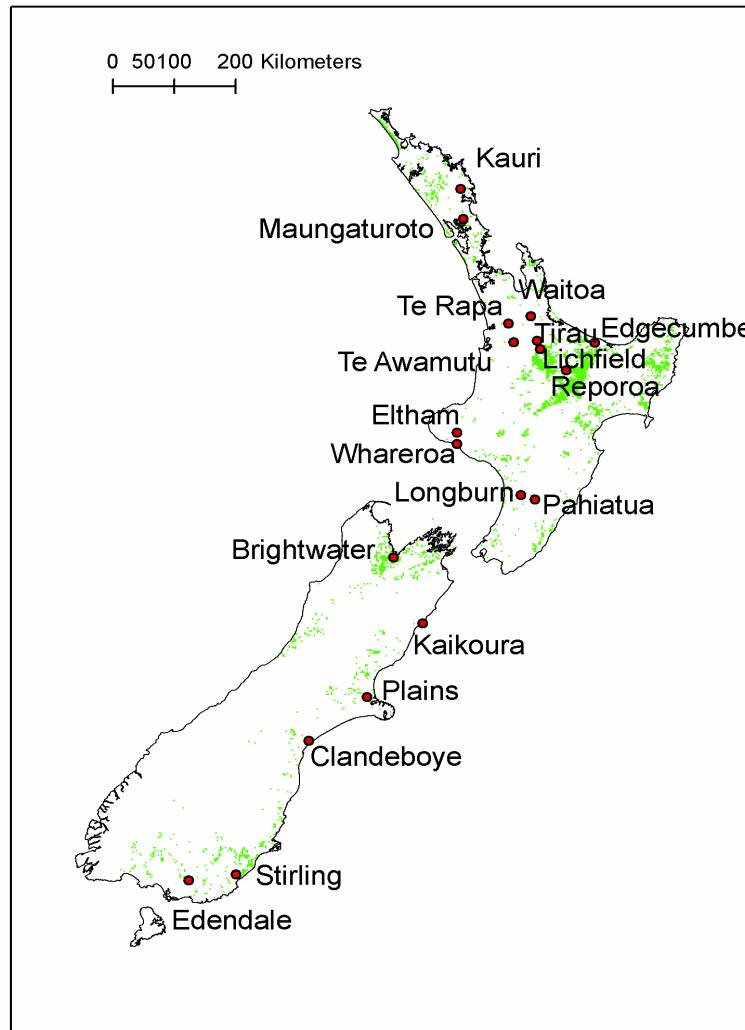 0 50100 200 Kilometers
Kauri
Maungaturoto
Waitoa
Te Rapa
Tirau
Edgecumbe
Te Awamutu
Lichfield
Reporoa
Eltham
Whareroa
Longburn
Pahiatua
Brightwater
Kaikoura
Plains
Clandeboye
Stirling
Edendale